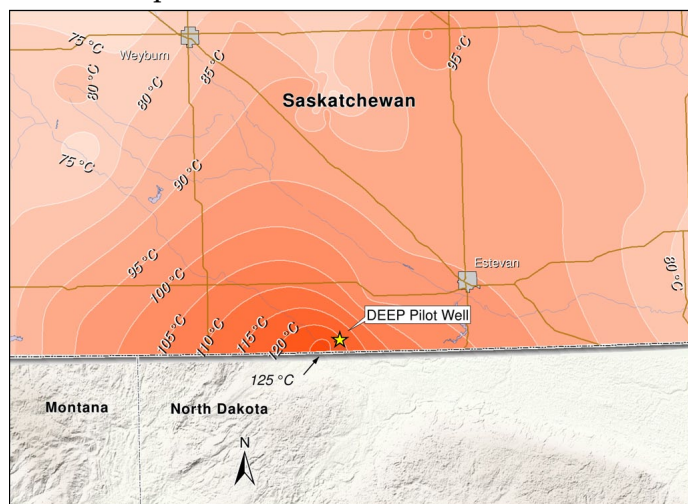 75 °C
Weyburn
80 °C
80 °C
85 °C
95 °C
Saskatchewan
75 °C
90 °C
95 °C
100 °C
Estevan
80 °C
DEEP Pilot Well
105 °C
110 °C
115 °C
120 °C
125 °C
Montana
North Dakota
N